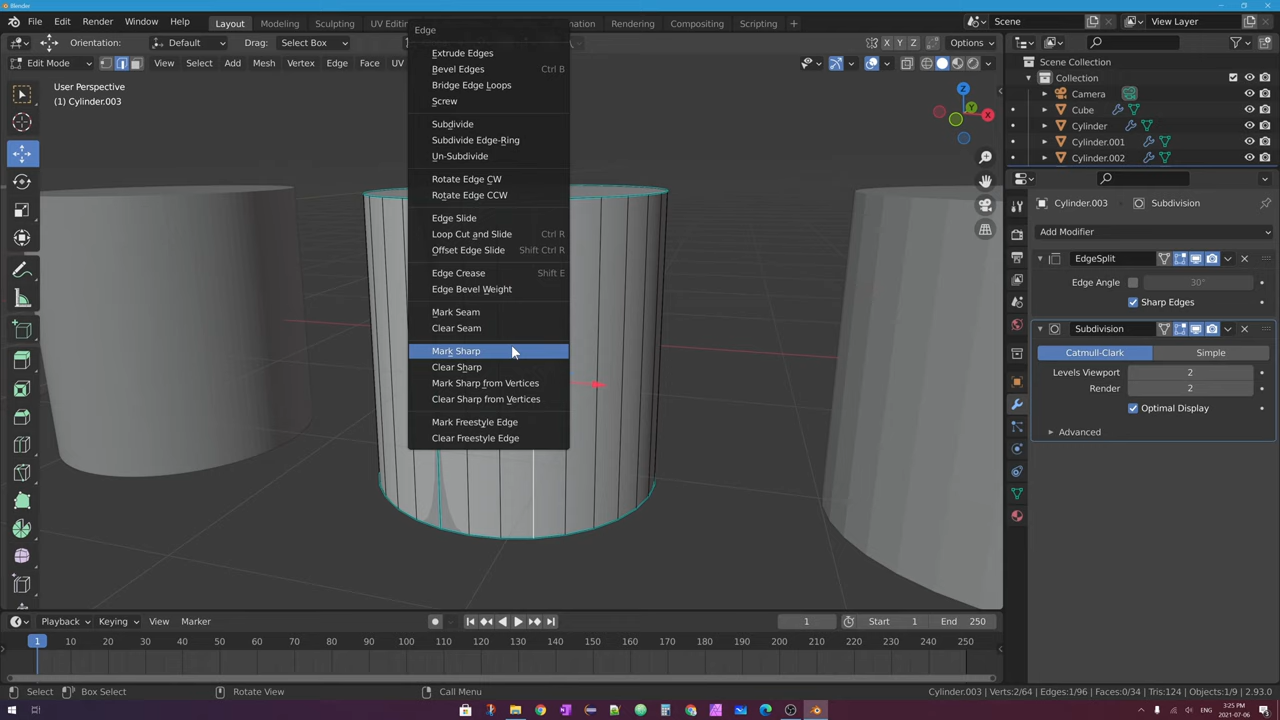 Blender
File Edit Render Window Help Layout Modeling Sculpting UV Editing Animation Rendering Compositing Scripting + Scene View Layer
Orientation: Default Drag: Select Box X Y Z Options
Edit Mode View Select Add Mesh Vertex Edge Face UV
User Perspective
(1) Cylinder.003
Edge
Extrude Edges
Bevel Edges Ctrl B
Bridge Edge Loops
Screw
Subdivide
Subdivide Edge-Ring
Un-Subdivide
Rotate Edge CW
Rotate Edge CCW
Edge Slide
Loop Cut and Slide Ctrl R
Offset Edge Slide Shift Ctrl R
Edge Crease Shift E
Edge Bevel Weight
Mark Seam
Clear Seam
Mark Sharp
Clear Sharp
Mark Sharp from Vertices
Clear Sharp from Vertices
Mark Freestyle Edge
Clear Freestyle Edge
Z
Y
X
Scene Collection
Collection
Camera
Cube
Cylinder
Cylinder.001
Cylinder.002
Cylinder.003 Subdivision
Add Modifier
EdgeSplit
Edge Angle 30°
Sharp Edges
Subdivision
Catmull-Clark Simple
Levels Viewport 2
Render 2
Optimal Display
Advanced
Playback Keying View Marker 1 Start 1 End 250
1 10 20 30 40 50 60 70 80 90 100 110 120 130 140 150 160 170 180 190 200 210 220 230 240 250
Select Box Select Rotate View Call Menu Cylinder.003 | Verts:2/64 | Edges:1/96 | Faces:0/34 | Tris:124 | Objects:1/9 | 2.93.0
3:25 PM
2021-07-06